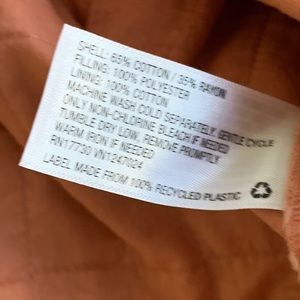 SHELL: 65% COTTON / 35% RAYON
FILLING: 100% POLYESTER
LINING: 100% COTTON
MACHINE WASH COLD SEPARATELY, GENTLE CYCLE
ONLY NON-CHLORINE BLEACH IF NEEDED
TUMBLE DRY LOW. REMOVE PROMPTLY
WARM IRON IF NEEDED
RN17730 VN1247024
LABEL MADE FROM 100% RECYCLED PLASTIC